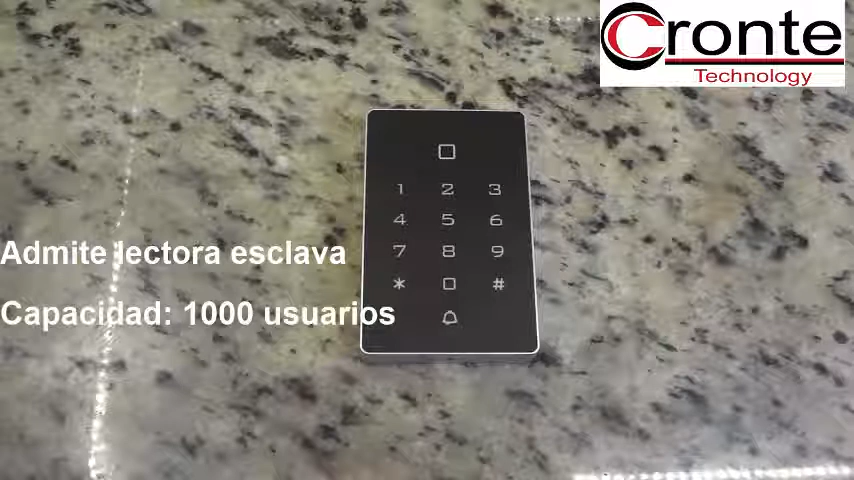 Cronte
Technology
1 2 3
4 5 6
Admite lectora esclava
7 8 9
* 0 #
Capacidad: 1000 usuarios